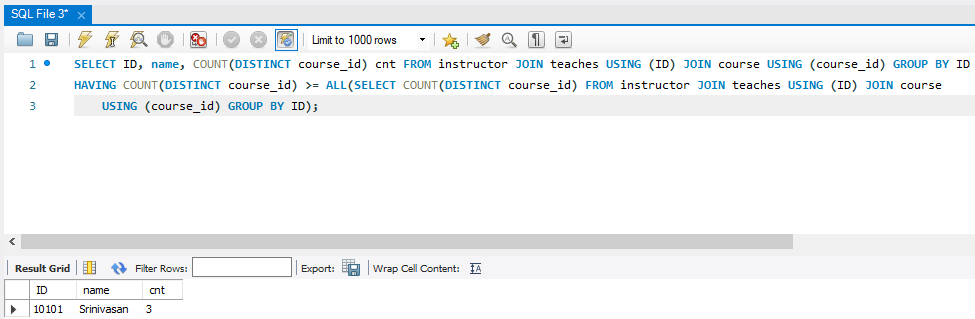 SQL File 3*
Limit to 1000 rows
1 SELECT ID, name, COUNT(DISTINCT course_id) cnt FROM instructor JOIN teaches USING (ID) JOIN course USING (course_id) GROUP BY ID
2 HAVING COUNT(DISTINCT course_id) >= ALL(SELECT COUNT(DISTINCT course_id) FROM instructor JOIN teaches USING (ID) JOIN course
3 USING (course_id) GROUP BY ID);
Result Grid Filter Rows: Export: Wrap Cell Content:
ID name cnt
10101 Srinivasan 3